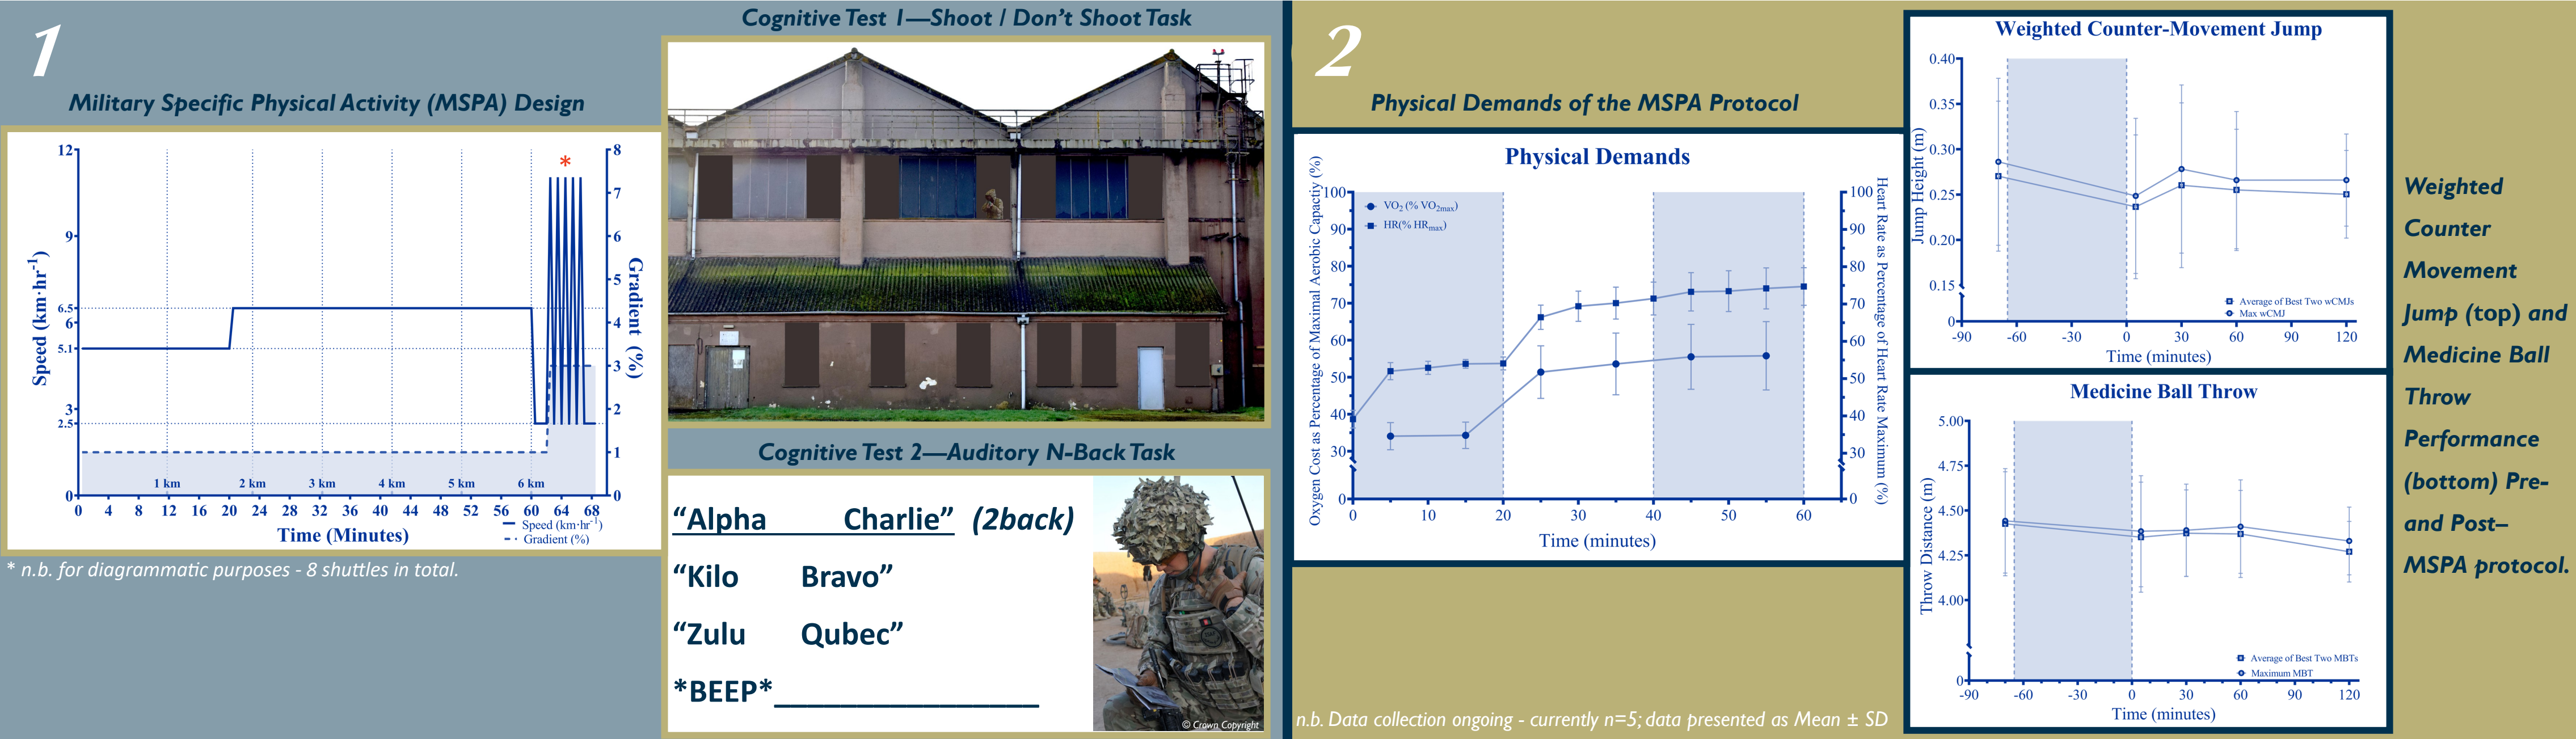 1
Military Specific Physical Activity (MSPA) Design
12
9
6.5
6
5.1
3
2.5
0
Speed (km·hr-1)
*
8
7
6
5
4
3
2
1
0
Gradient (%)
1 km 2 km 3 km 4 km 5 km 6 km
0 4 8 12 16 20 24 28 32 36 40 44 48 52 56 60 64 68
Time (Minutes)
Speed (km·hr-1)
Gradient (%)
* n.b. for diagrammatic purposes - 8 shuttles in total.
Cognitive Test 1—Shoot / Don’t Shoot Task
Cognitive Test 2—Auditory N-Back Task
“Alpha Charlie” (2back)
“Kilo Bravo”
“Zulu Qubec”
*BEEP*
© Crown Copyright
2
Physical Demands of the MSPA Protocol
Physical Demands
Oxygen Cost as Percentage of Maximal Aerobic Capactiy (%)
100
90
80
70
60
50
40
30
0
VO2 (% VO2max)
HR(% HRmax)
100
90
80
70
60
50
40
30
0
Heart Rate as Percentage of Heart Rate Maximum (%)
0 10 20 30 40 50 60
Time (minutes)
n.b. Data collection ongoing - currently n=5; data presented as Mean ± SD
Weighted Counter-Movement Jump
Jump Height (m)
0.40
0.35
0.30
0.25
0.20
0.15
0
Average of Best Two wCMJs
Max wCMJ
-90 -60 -30 0 30 60 90 120
Time (minutes)
Medicine Ball Throw
Throw Distance (m)
5.00
4.75
4.50
4.25
4.00
0
Average of Best Two MBTs
Maximum MBT
-90 -60 -30 0 30 60 90 120
Time (minutes)
Weighted
Counter
Movement
Jump (top) and
Medicine Ball
Throw
Performance
(bottom) Pre-
and Post–
MSPA protocol.